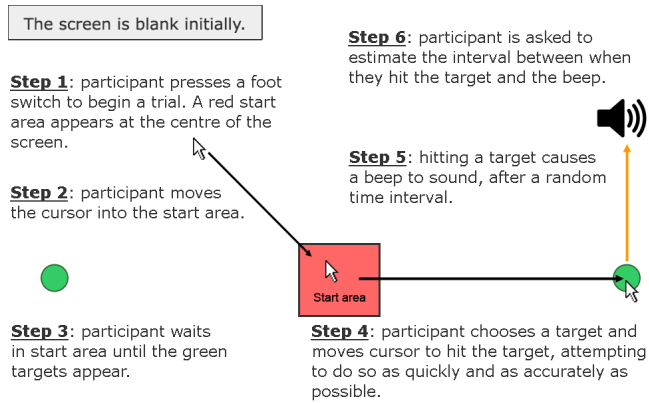 The screen is blank initially.
Step 1: participant presses a foot
switch to begin a trial. A red start
area appears at the centre of the
screen.
Step 2: participant moves
the cursor into the start area.
Step 3: participant waits
in start area until the green
targets appear.
Start area
Step 4: participant chooses a target and
moves cursor to hit the target, attempting
to do so as quickly and as accurately as
possible.
Step 5: hitting a target causes
a beep to sound, after a random
time interval.
Step 6: participant is asked to
estimate the interval between when
they hit the target and the beep.